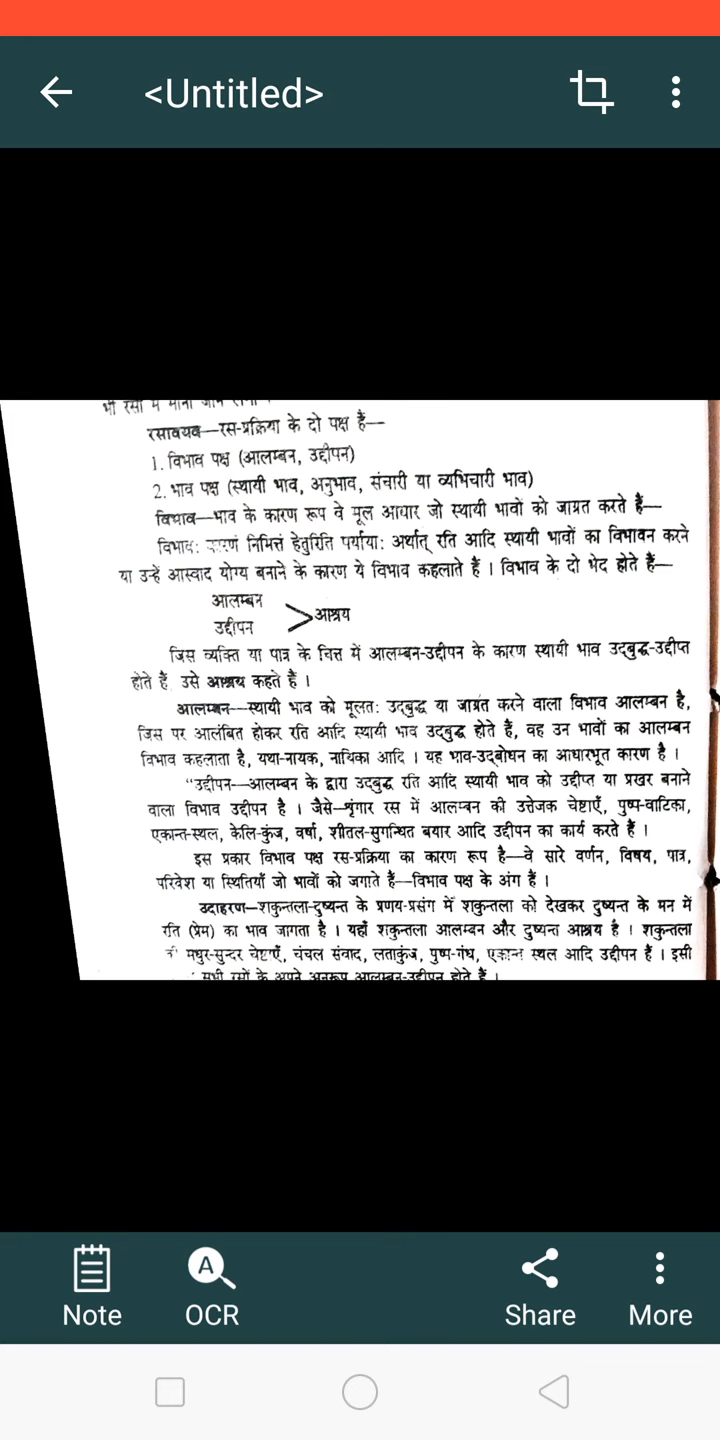 <Untitled>
रसावयव—रस-प्रक्रिया के दो पक्ष हैं—
1. विभाव पक्ष (आलम्बन, उद्दीपन)
2. भाव पक्ष (स्थायी भाव, अनुभाव, संचारी या व्यभिचारी भाव)
विभाव—भाव के कारण रूप वे मूल आधार जो स्थायी भावों को जाग्रत करते हैं—
विभावः कारणं निमित्तं हेतुरिति पर्यायाः अर्थात् रति आदि स्थायी भावों का विभावन करने
या उन्हें आस्वाद योग्य बनाने के कारण ये विभाव कहलाते हैं । विभाव के दो भेद होते हैं—
आलम्बन
उद्दीपन > आश्रय
जिस व्यक्ति या पात्र के चित्त में आलम्बन-उद्दीपन के कारण स्थायी भाव उद्बुद्ध-उद्दीप्त
होते हैं उसे आश्रय कहते हैं ।
आलम्बन—स्थायी भाव को मूलतः उद्बुद्ध या जाग्रत करने वाला विभाव आलम्बन है,
जिस पर आलंबित होकर रति आदि स्थायी भाव उद्बुद्ध होते हैं, वह उन भावों का आलम्बन
विभाव कहलाता है, यथा-नायक, नायिका आदि । यह भाव-उद्बोधन का आधारभूत कारण है ।
“उद्दीपन—आलम्बन के द्वारा उद्बुद्ध रति आदि स्थायी भाव को उद्दीप्त या प्रखर बनाने
वाला विभाव उद्दीपन है । जैसे—शृंगार रस में आलम्बन की उत्तेजक चेष्टाएँ, पुष्प-वाटिका,
एकान्त-स्थल, केलि-कुंज, वर्षा, शीतल-सुगन्धित बयार आदि उद्दीपन का कार्य करते हैं ।
इस प्रकार विभाव पक्ष रस-प्रक्रिया का कारण रूप है—वे सारे वर्णन, विषय, पात्र,
परिवेश या स्थितियाँ जो भावों को जगाते हैं—विभाव पक्ष के अंग हैं ।
उदाहरण—शकुन्तला-दुष्यन्त के प्रणय-प्रसंग में शकुन्तला को देखकर दुष्यन्त के मन में
रति (प्रेम) का भाव जागता है । यहाँ शकुन्तला आलम्बन और दुष्यन्त आश्रय है । शकुन्तला
मधुर-सुन्दर चेष्टाएँ, चंचल संवाद, लताकुंज, पुष्प-गंध, एकान्त स्थल आदि उद्दीपन हैं । इसी
सभी रसों के अपने अनुरूप आलम्बन-उद्दीपन होते हैं ।
Note OCR Share More